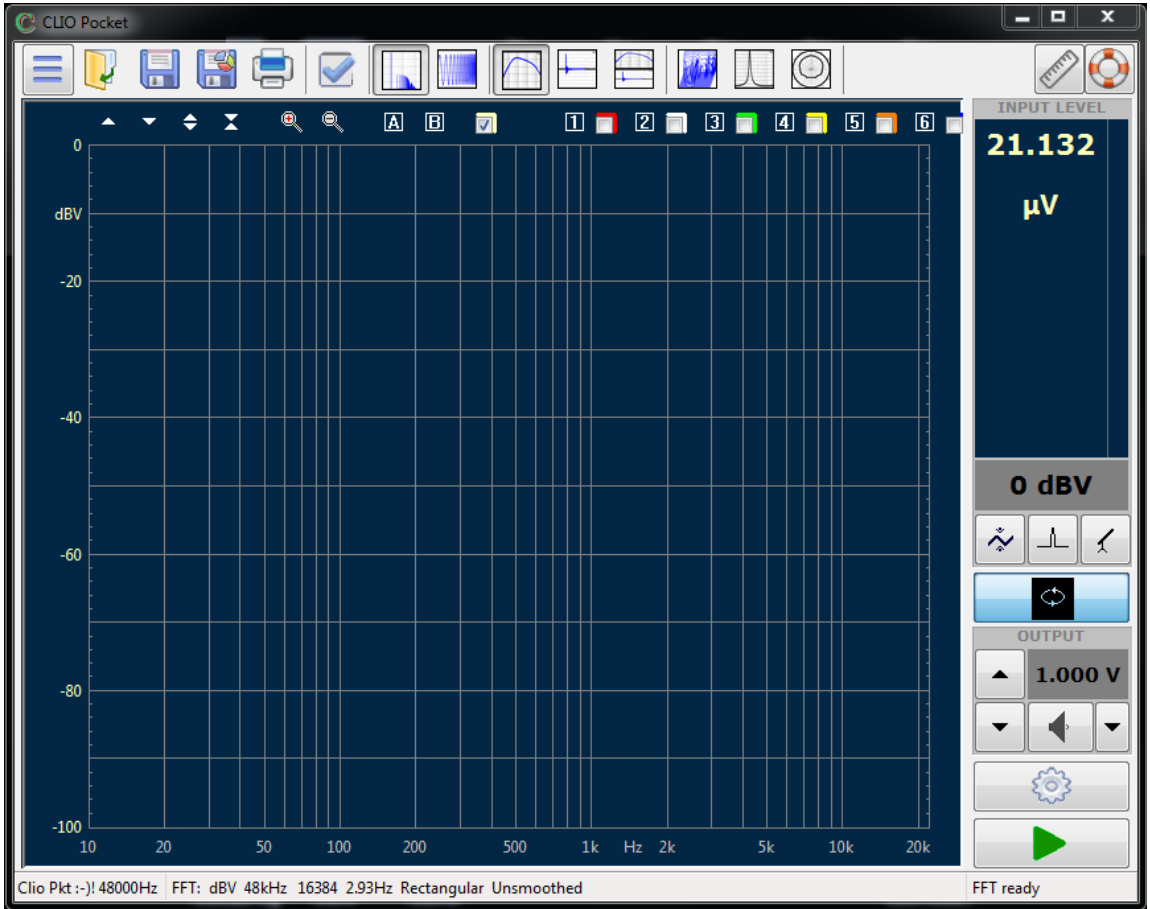 CLIO Pocket
INPUT LEVEL
A B 1 2 3 4 5 6
21.132
µV
0
dBV
-20
-40
-60
-80
-100
10 20 50 100 200 500 1k Hz 2k 5k 10k 20k
0 dBV
OUTPUT
1.000 V
Clio Pkt :-)! 48000Hz FFT: dBV 48kHz 16384 2.93Hz Rectangular Unsmoothed
FFT ready